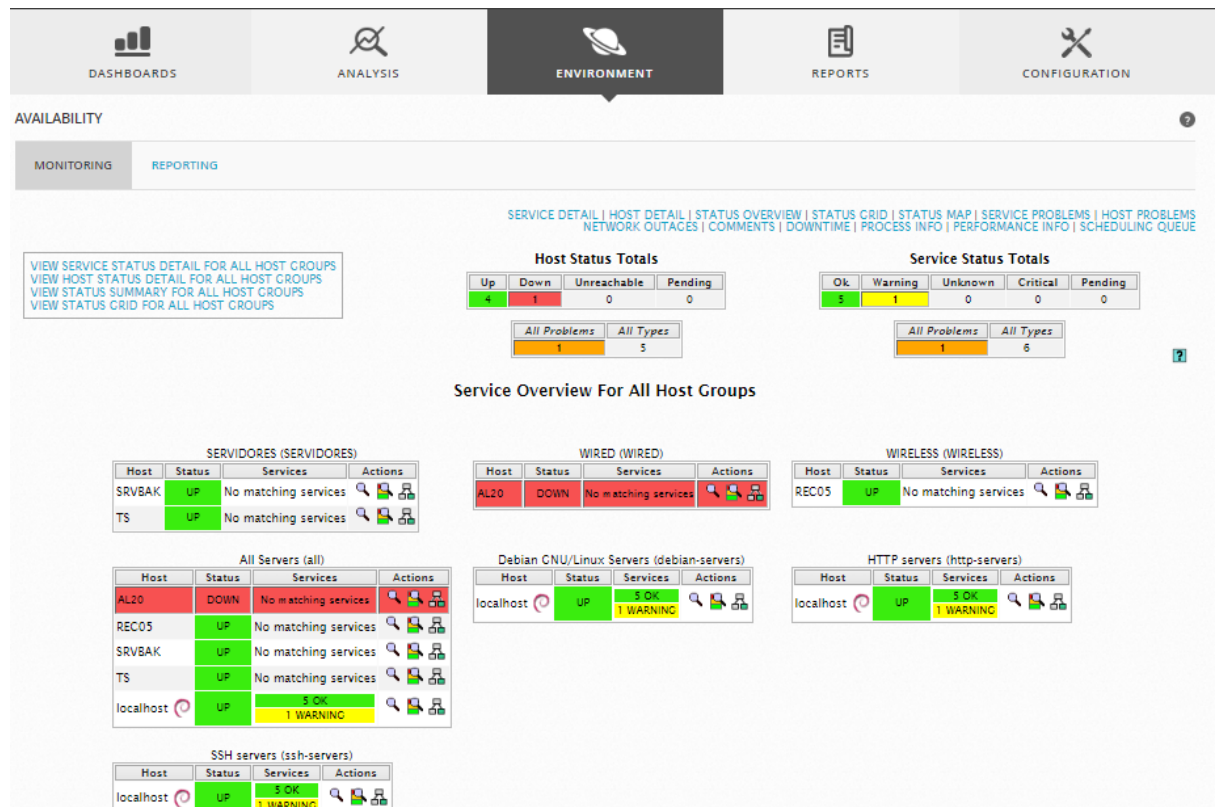 DASHBOARDS ANALYSIS ENVIRONMENT REPORTS CONFIGURATION
AVAILABILITY ?
MONITORING REPORTING
SERVICE DETAIL | HOST DETAIL | STATUS OVERVIEW | STATUS GRID | STATUS MAP | SERVICE PROBLEMS | HOST PROBLEMS
NETWORK OUTAGES | COMMENTS | DOWNTIME | PROCESS INFO | PERFORMANCE INFO | SCHEDULING QUEUE
VIEW SERVICE STATUS DETAIL FOR ALL HOST GROUPS
VIEW HOST STATUS DETAIL FOR ALL HOST GROUPS
VIEW STATUS SUMMARY FOR ALL HOST GROUPS
VIEW STATUS GRID FOR ALL HOST GROUPS
Host Status Totals
Up Down Unreachable Pending
4 1 0 0
All Problems All Types
1 5
Service Status Totals
Ok Warning Unknown Critical Pending
5 1 0 0 0
All Problems All Types
1 6
?
Service Overview For All Host Groups
SERVIDORES (SERVIDORES)
Host Status Services Actions
SRVBAK UP No matching services
TS UP No matching services
WIRED (WIRED)
Host Status Services Actions
AL20 DOWN No matching services
WIRELESS (WIRELESS)
Host Status Services Actions
REC05 UP No matching services
All Servers (all)
Host Status Services Actions
AL20 DOWN No matching services
REC05 UP No matching services
SRVBAK UP No matching services
TS UP No matching services
localhost UP 5 OK
1 WARNING
Debian GNU/Linux Servers (debian-servers)
Host Status Services Actions
localhost UP 5 OK
1 WARNING
HTTP servers (http-servers)
Host Status Services Actions
localhost UP 5 OK
1 WARNING
SSH servers (ssh-servers)
Host Status Services Actions
localhost UP 5 OK
1 WARNING